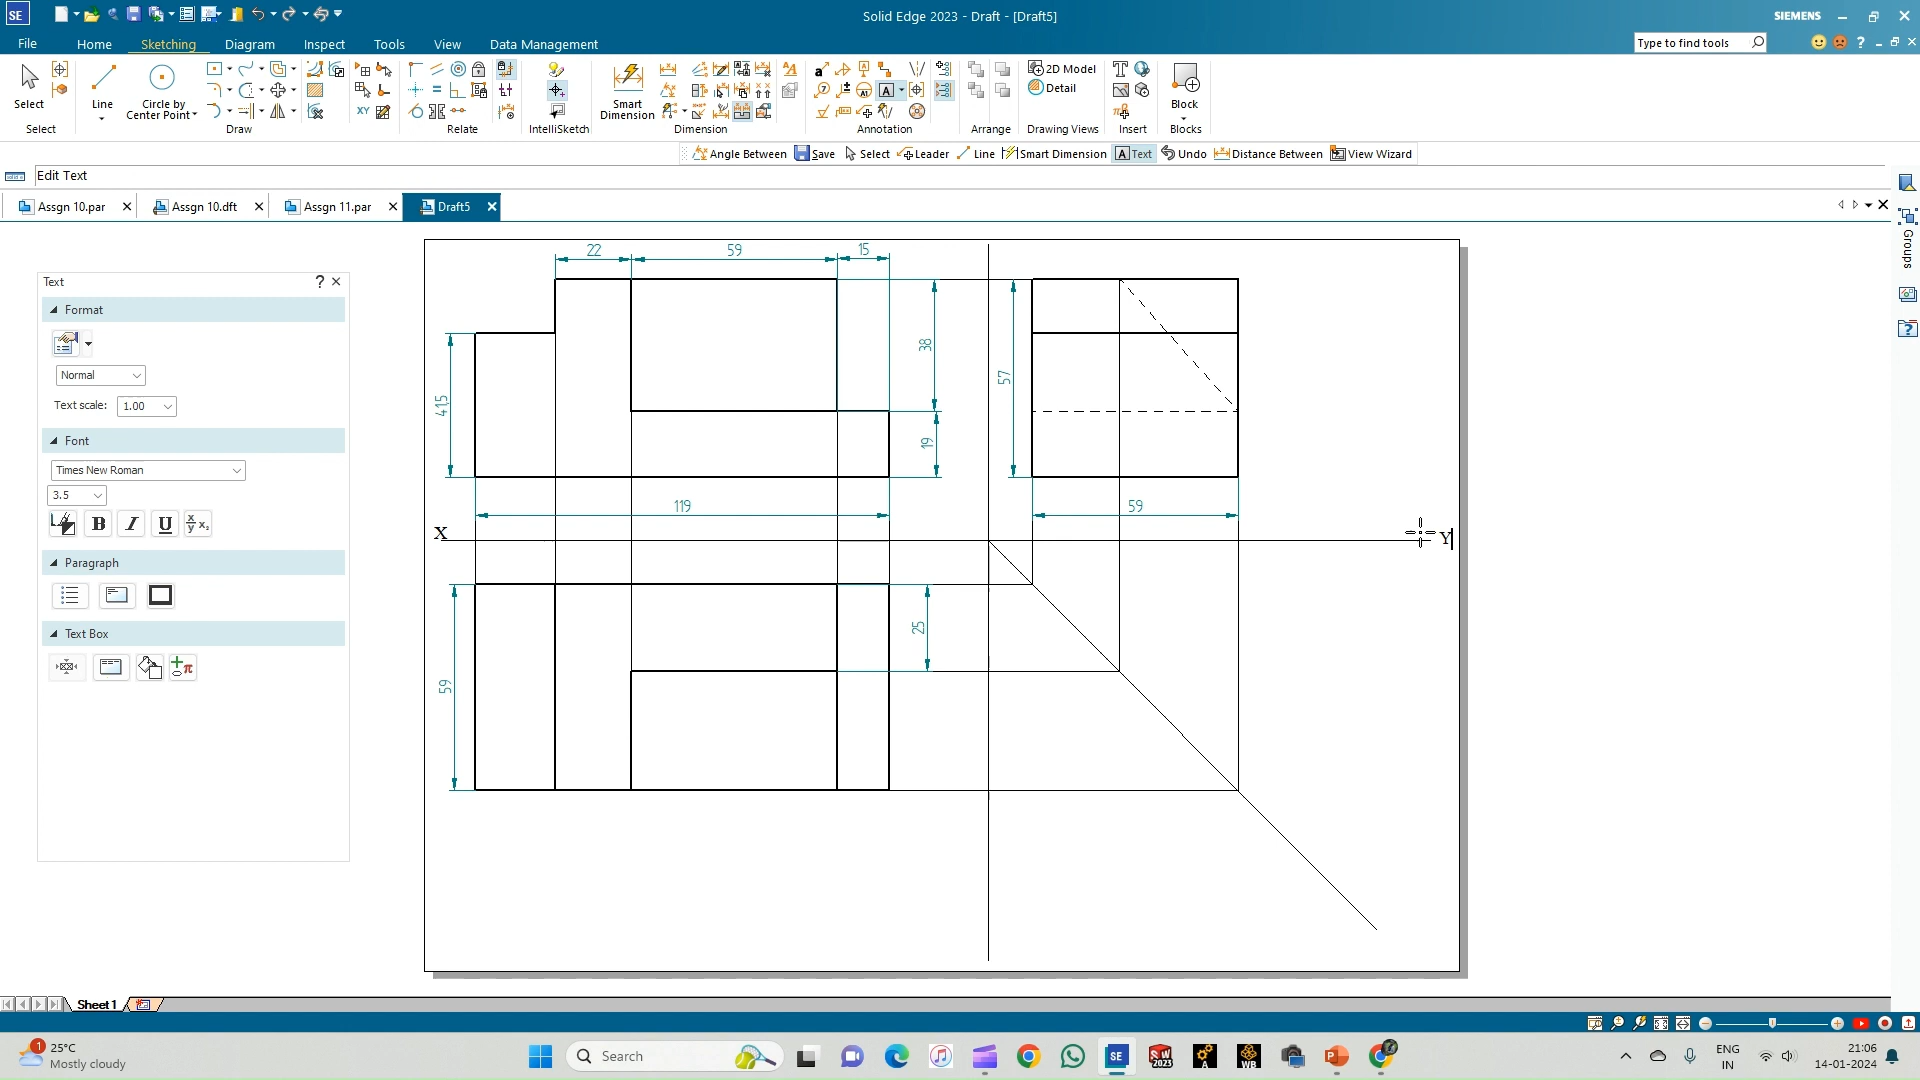 SE
Solid Edge 2023 - Draft - [Draft5]
SIEMENS
File
Home
Sketching
Diagram
Inspect
Tools
View
Data Management
Type to find tools
Select
Line
Circle by
Center Point
Smart
Dimension
2D Model
Detail
Block
Select
Draw
Relate
IntelliSketch
Dimension
Annotation
Arrange
Drawing Views
Insert
Blocks
Angle Between
Save
Select
Leader
Line
Smart Dimension
Text
Undo
Distance Between
View Wizard
Edit Text
Assgn 10.par
Assgn 10.dft
Assgn 11.par
Draft5
Groups
Text
Format
Normal
Text scale:
1.00
Font
Times New Roman
3.5
B
I
U
Paragraph
Text Box
22
59
15
38
57
41,5
19
119
59
X
Y
25
59
Sheet1
25°C
Mostly cloudy
Search
ENG
IN
21:06
14-01-2024